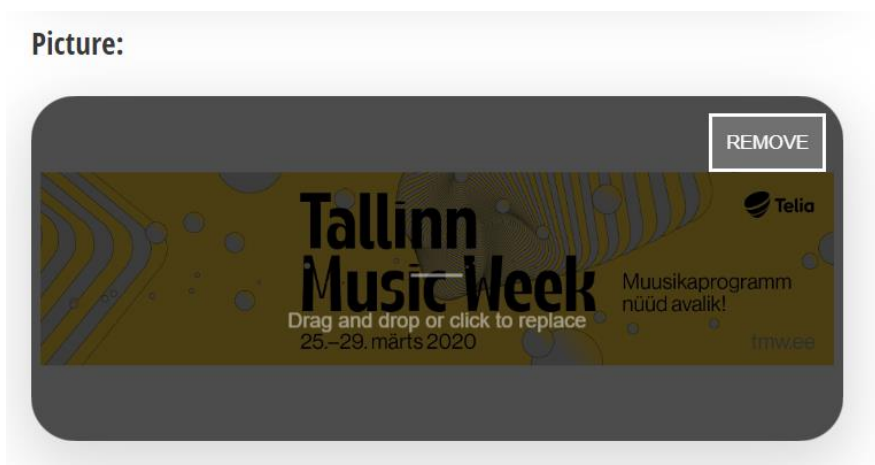 Picture:
REMOVE
Telia
Tallinn
Music Week
Muusikaprogramm
nüüd avalik!
Drag and drop or click to replace
25.–29. märts 2020
tmw.ee